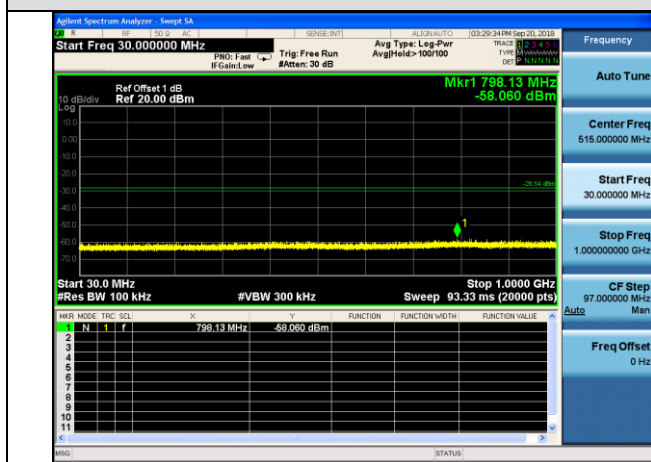 Agilent Spectrum Analyzer - Swept SA
R RF 50 Ω AC SENSE:INT ALIGNAUTO 03:29:34 PM Sep 20, 2018
Start Freq 30.000000 MHz
PNO: Fast
IFGain:Low
Trig: Free Run
#Atten: 30 dB
Avg Type: Log-Pwr
Avg|Hold>100/100
TRACE 1 2 3 4 5 6
TYPE
DET P N N N N N
Ref Offset 1 dB
Ref 20.00 dBm
10 dB/div
Log
Mkr1 798.13 MHz
-58.060 dBm
10.0
0.00
-10.0
-20.0
-30.0
-40.0
-50.0
-60.0
-70.0
1
Start 30.0 MHz
Stop 1.0000 GHz
#Res BW 100 kHz
#VBW 300 kHz
Sweep 93.33 ms (20000 pts)
MKR MODE TRC SCL X Y FUNCTION FUNCTION WIDTH FUNCTION VALUE
1 N 1 f 798.13 MHz -58.060 dBm
2
3
4
5
6
7
8
9
10
11
MSG STATUS
Frequency
Auto Tune
Center Freq
515.000000 MHz
Start Freq
30.000000 MHz
Stop Freq
1.000000000 GHz
CF Step
97.000000 MHz
Auto Man
Freq Offset
0 Hz